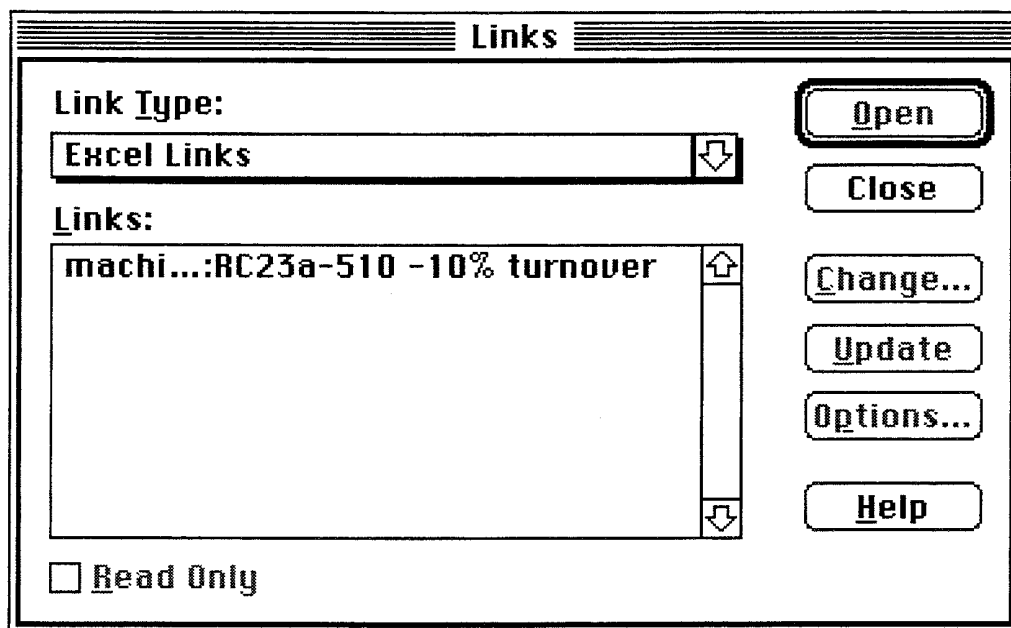 Links
Link Type:
Excel Links
Links:
machi...:RC23a-510 -10% turnover
Read Only
Open
Close
Change...
Update
Options...
Help